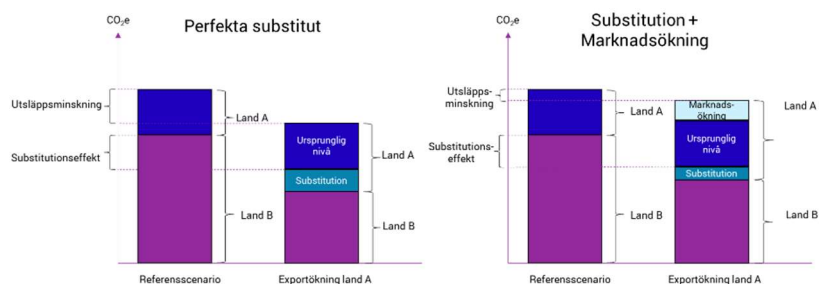 CO₂e
Perfekta substitut
Utsläppsminskning
Substitutionseffekt
Land A
Land B
Ursprunglig
nivå
Substitution
Land A
Land B
Referensscenario
Exportökning land A
CO₂e
Substitution +
Marknadsökning
Utsläpps-
minskning
Substitutions-
effekt
Land A
Land B
Marknads-
ökning
Ursprunglig
nivå
Substitution
Land A
Land B
Referensscenario
Exportökning land A